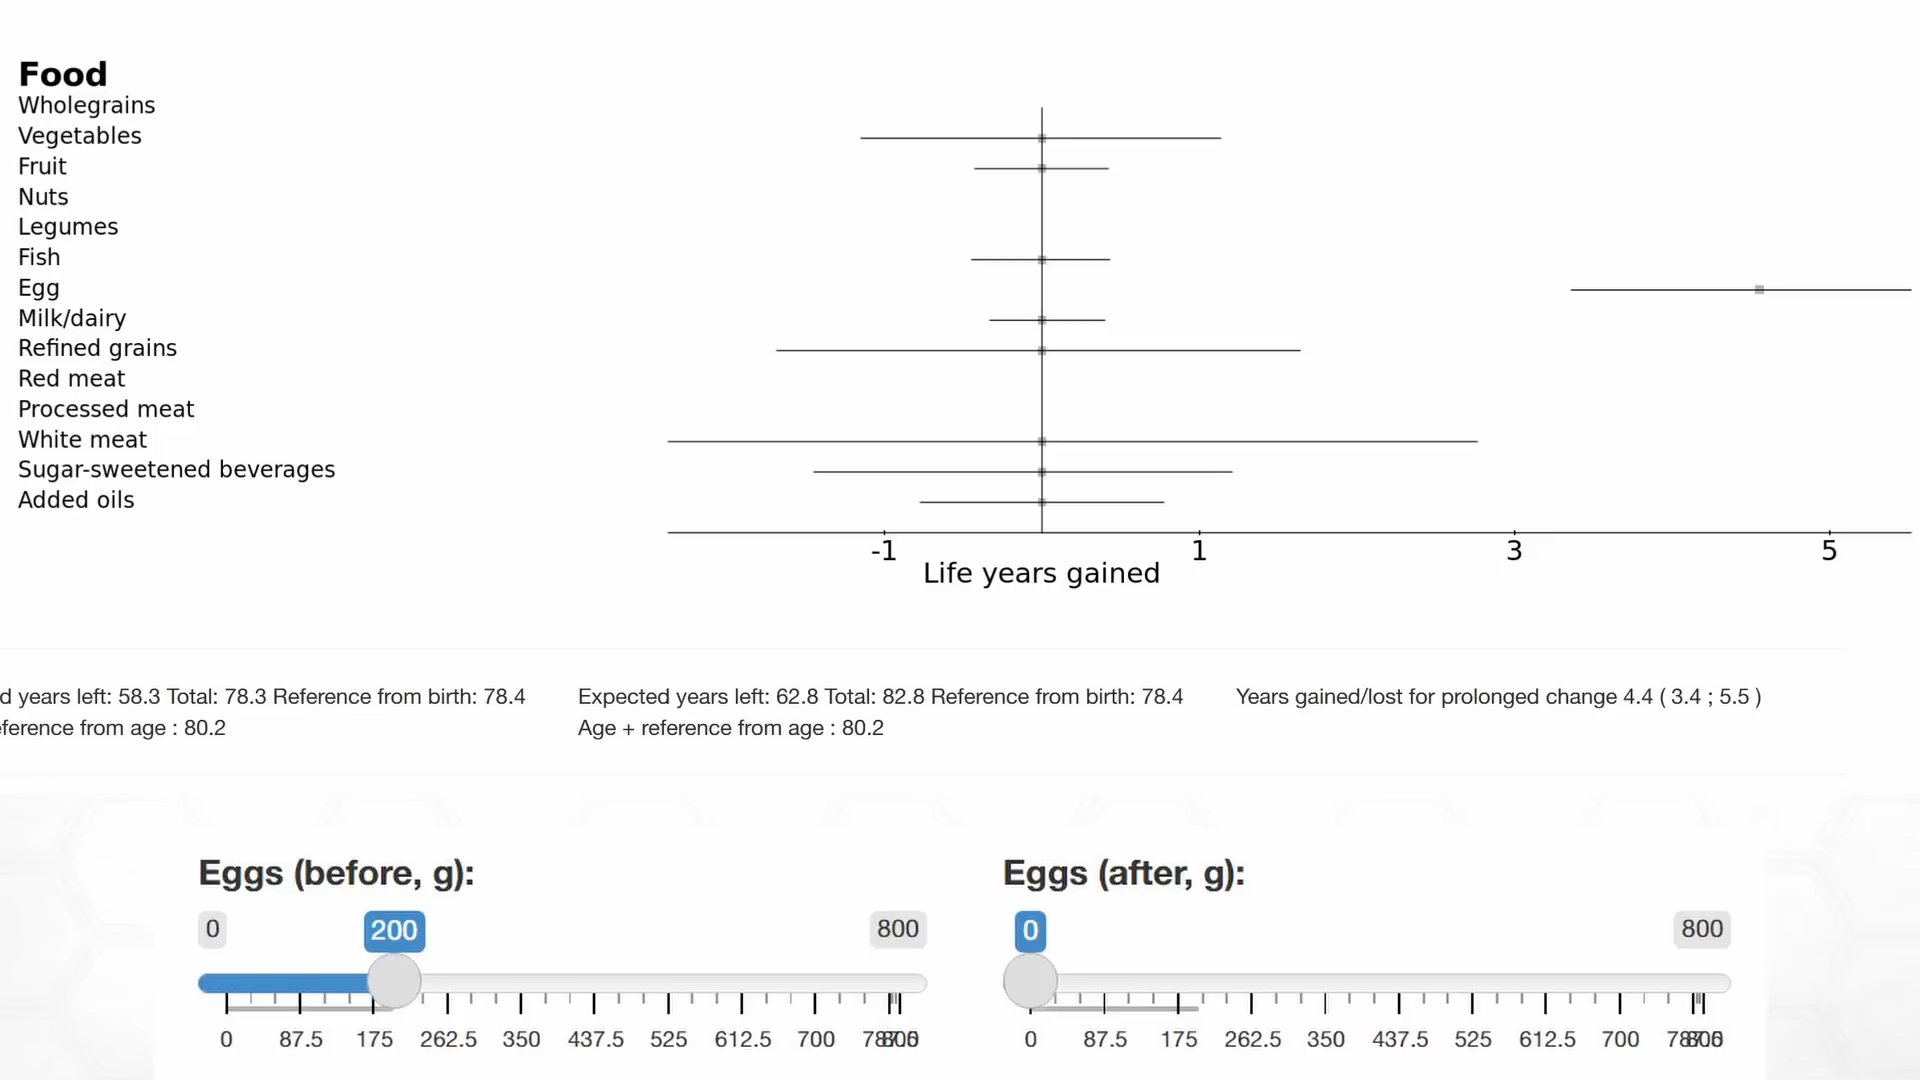 Food
Wholegrains
Vegetables
Fruit
Nuts
Legumes
Fish
Egg
Milk/dairy
Refined grains
Red meat
Processed meat
White meat
Sugar-sweetened beverages
Added oils
-1 1 3 5
Life years gained
d years left: 58.3 Total: 78.3 Reference from birth: 78.4
eference from age : 80.2
Expected years left: 62.8 Total: 82.8 Reference from birth: 78.4
Age + reference from age : 80.2
Years gained/lost for prolonged change 4.4 ( 3.4 ; 5.5 )
Eggs (before, g):
0 200 800
0 87.5 175 262.5 350 437.5 525 612.5 700
Eggs (after, g):
0 800
0 87.5 175 262.5 350 437.5 525 612.5 700